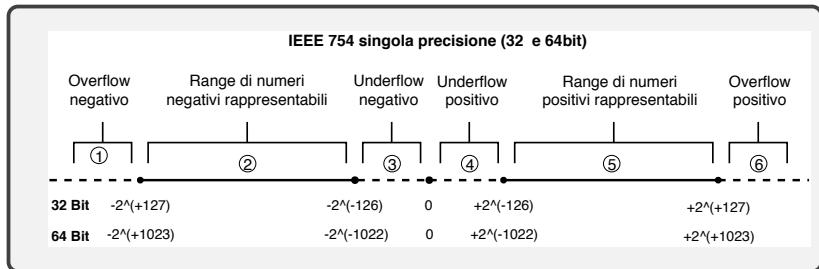 IEEE 754 singola precisione (32 e 64bit)
Overflow negativo
Range di numeri negativi rappresentabili
Underflow negativo
Underflow positivo
Range di numeri positivi rappresentabili
Overflow positivo
① ② ③ ④ ⑤ ⑥
32 Bit -2^(+127) -2^(-126) 0 +2^(-126) +2^(+127)
64 Bit -2^(+1023) -2^(-1022) 0 +2^(-1022) +2^(+1023)